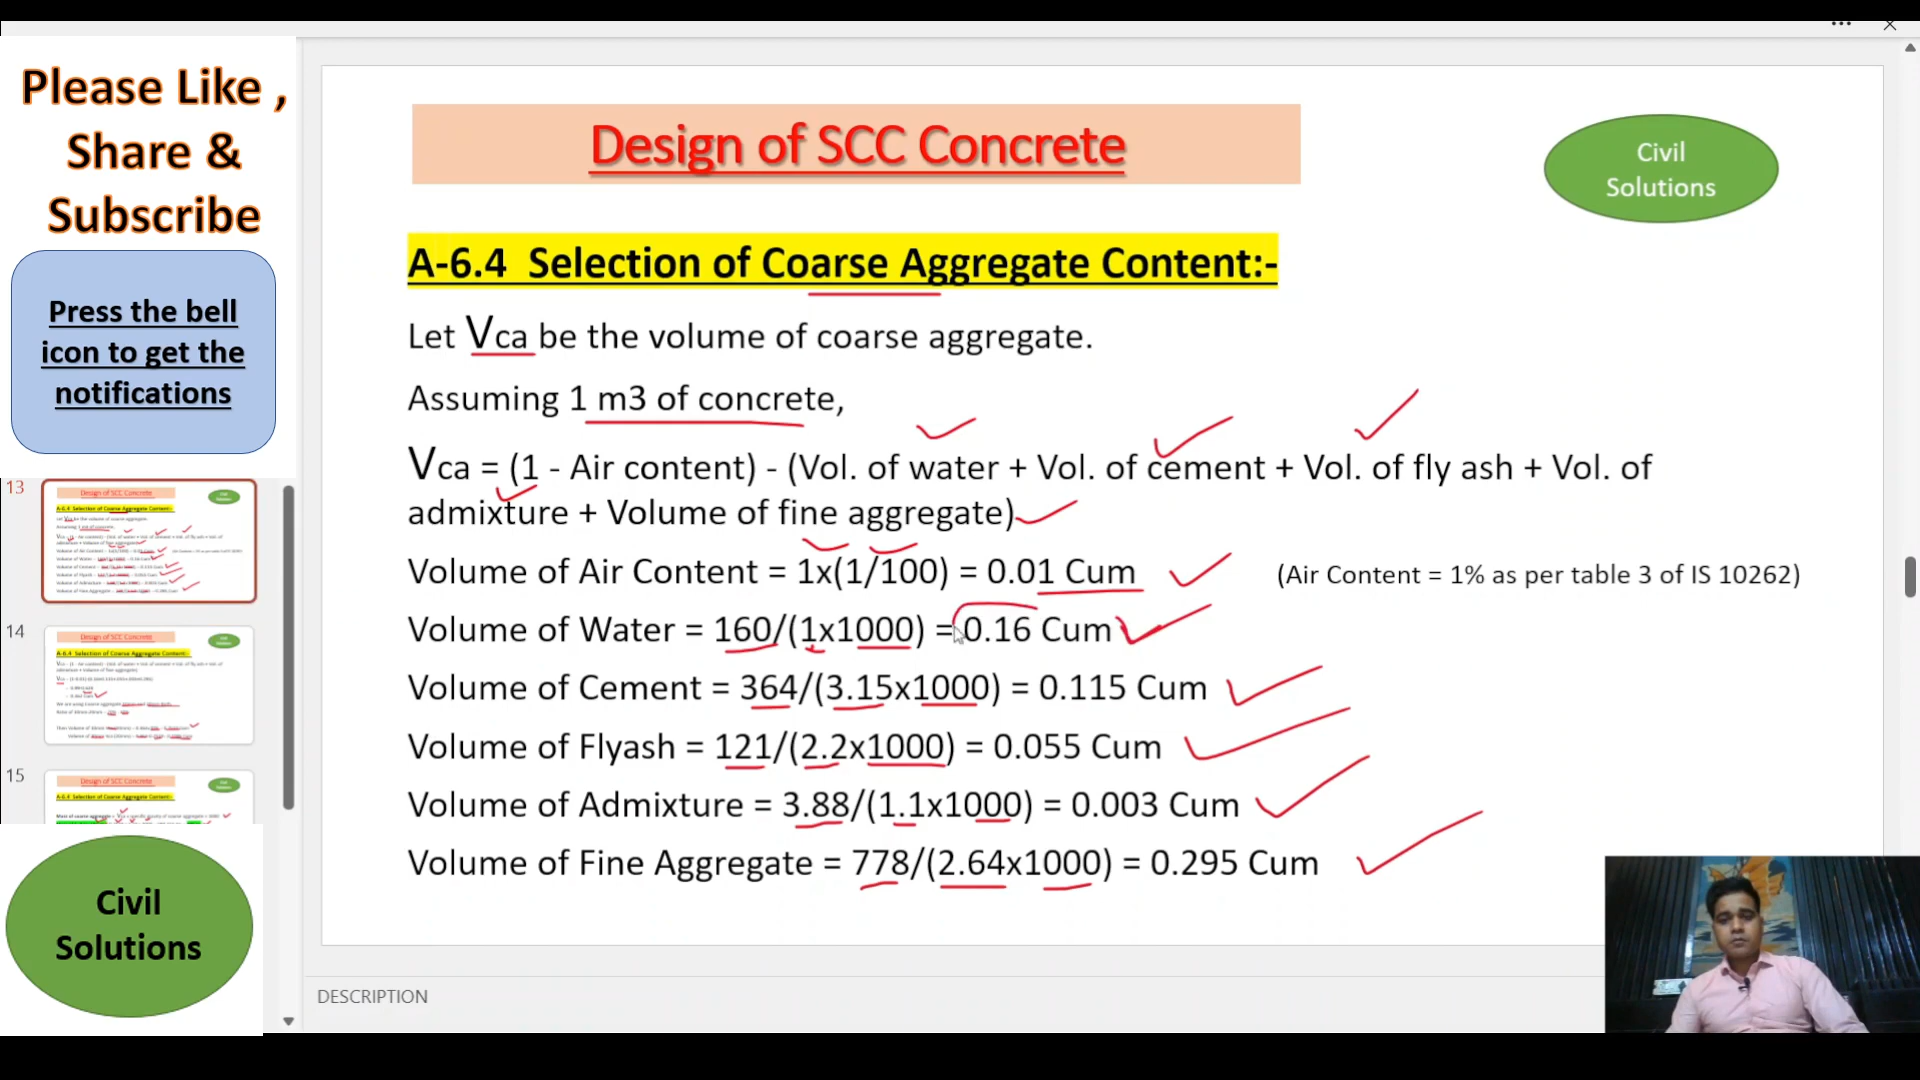 Please Like ,
Share &
Subscribe
Press the bell
icon to get the
notifications
13
14
15
Civil
Solutions
Design of SCC Concrete
Civil
Solutions
A-6.4 Selection of Coarse Aggregate Content:-
Let Vca be the volume of coarse aggregate.
Assuming 1 m3 of concrete,
Vca = (1 - Air content) - (Vol. of water + Vol. of cement + Vol. of fly ash + Vol. of
admixture + Volume of fine aggregate)
Volume of Air Content = 1x(1/100) = 0.01 Cum (Air Content = 1% as per table 3 of IS 10262)
Volume of Water = 160/(1x1000) = 0.16 Cum
Volume of Cement = 364/(3.15x1000) = 0.115 Cum
Volume of Flyash = 121/(2.2x1000) = 0.055 Cum
Volume of Admixture = 3.88/(1.1x1000) = 0.003 Cum
Volume of Fine Aggregate = 778/(2.64x1000) = 0.295 Cum
DESCRIPTION